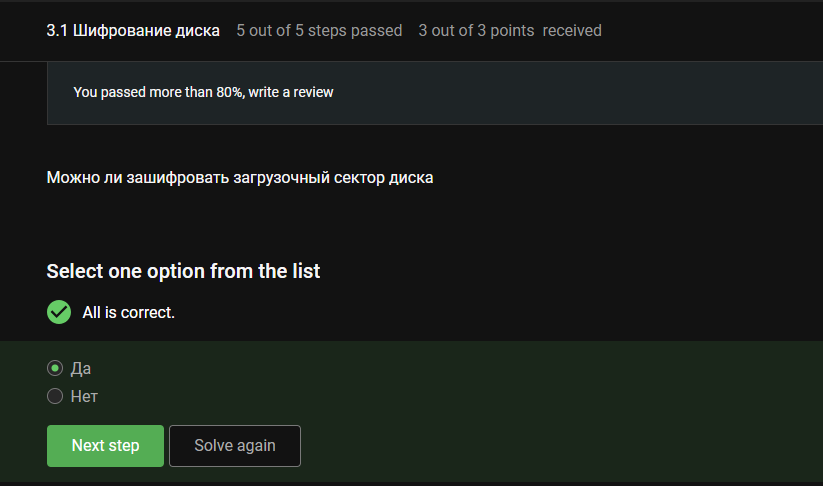 3.1 Шифрование диска 5 out of 5 steps passed 3 out of 3 points received
You passed more than 80%, write a review
Можно ли зашифровать загрузочный сектор диска
Select one option from the list
All is correct.
Да
Нет
Next step Solve again